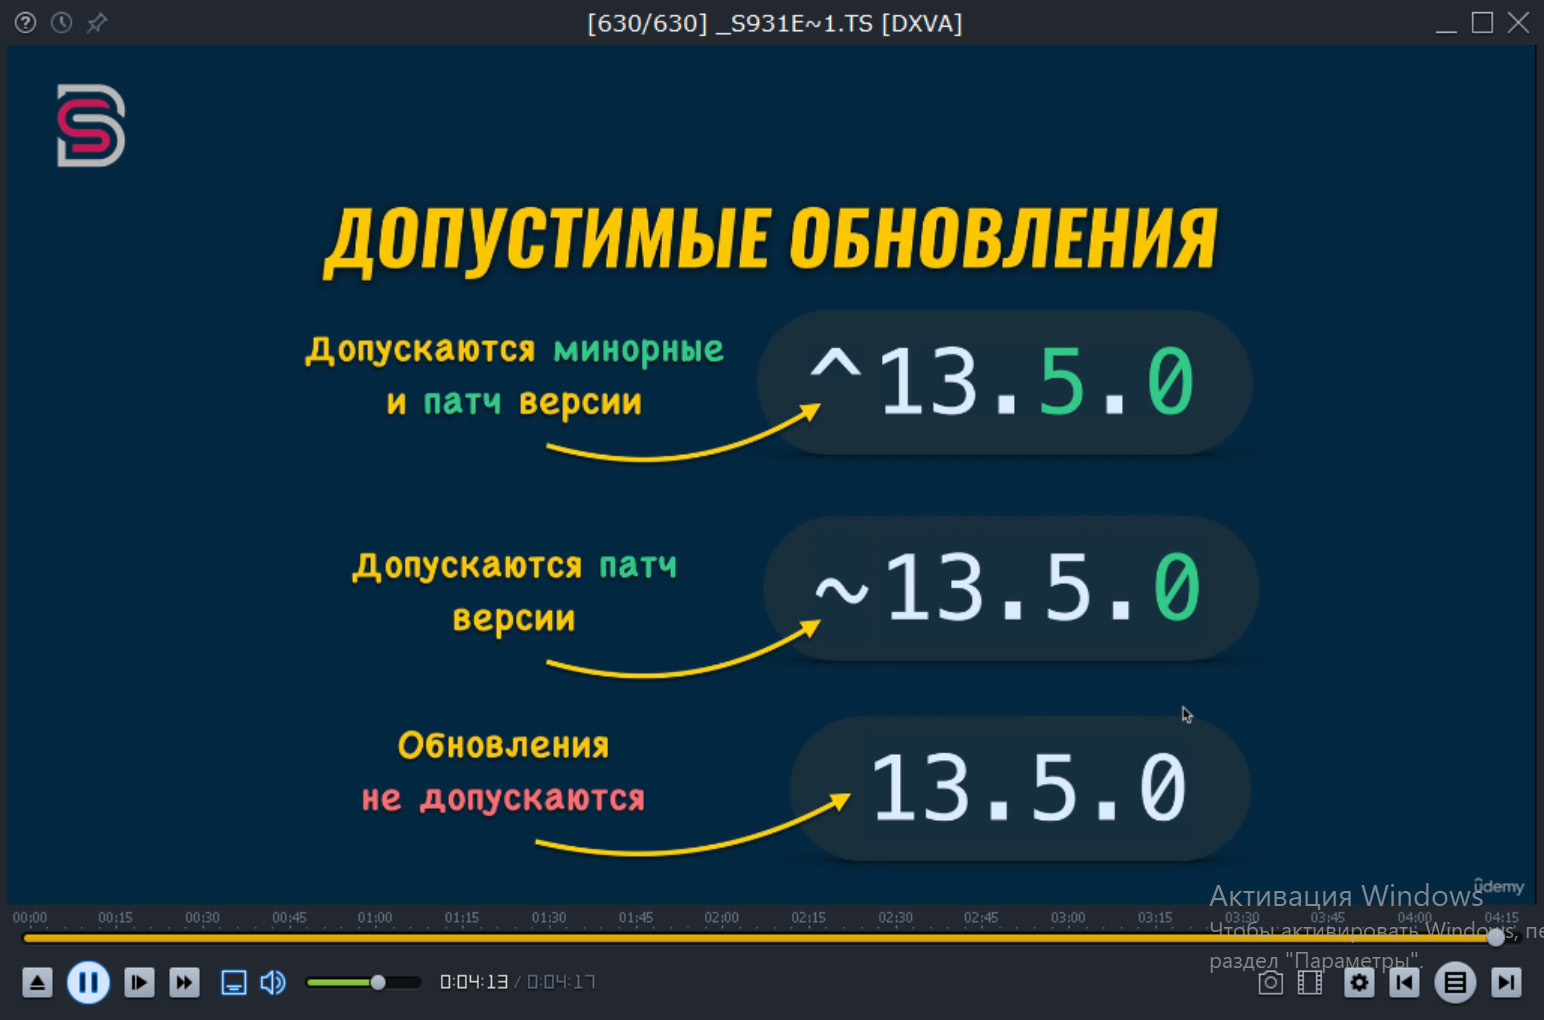 [630/630] _S931E~1.TS [DXVA]
ДОПУСТИМЫЕ ОБНОВЛЕНИЯ
Допускаются минорные
и патч версии
^13.5.0
Допускаются патч
версии
~13.5.0
Обновления
не допускаются
13.5.0
ûdemy
Активация Windows
Чтобы активировать Windows, пе
раздел "Параметры".
00:00 00:15 00:30 00:45 01:00 01:15 01:30 01:45 02:00 02:15 02:30 02:45 03:00 03:15 03:30 03:45 04:00 04:15
0:04:13 / 0:04:17